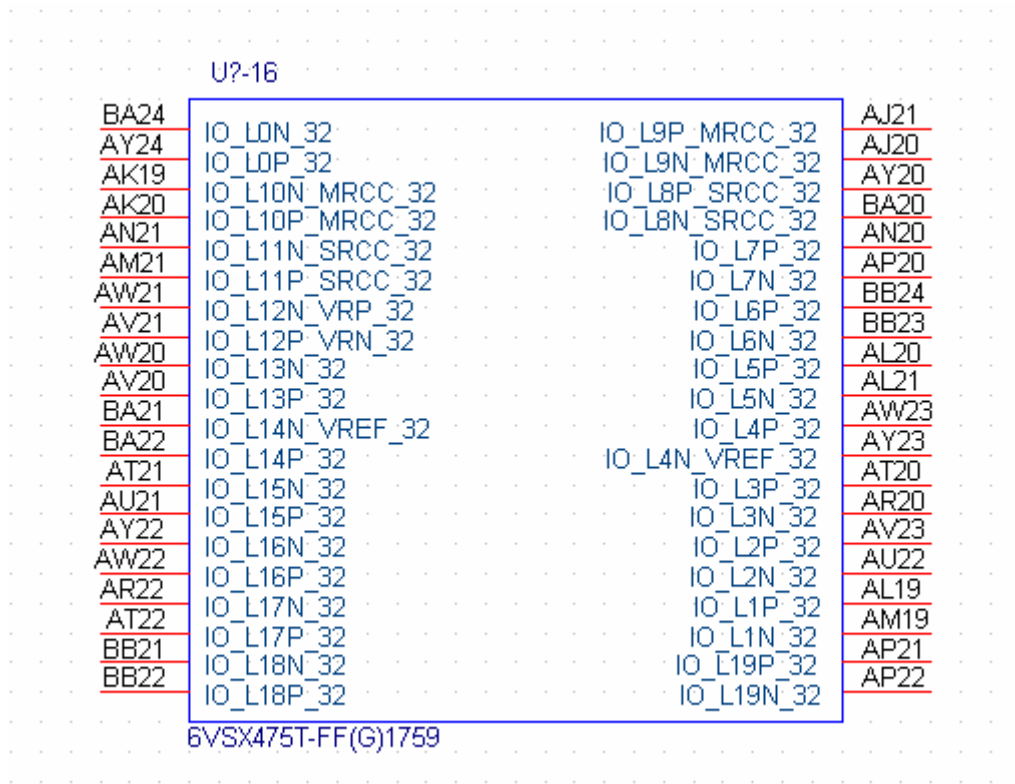 U?-16
BA24 IO_L0N_32 IO_L9P_MRCC_32 AJ21
AY24 IO_L0P_32 IO_L9N_MRCC_32 AJ20
AK19 IO_L10N_MRCC_32 IO_L8P_SRCC_32 AY20
AK20 IO_L10P_MRCC_32 IO_L8N_SRCC_32 BA20
AN21 IO_L11N_SRCC_32 IO_L7P_32 AN20
AM21 IO_L11P_SRCC_32 IO_L7N_32 AP20
AW21 IO_L12N_VRP_32 IO_L6P_32 BB24
AV21 IO_L12P_VRN_32 IO_L6N_32 BB23
AW20 IO_L13N_32 IO_L5P_32 AL20
AV20 IO_L13P_32 IO_L5N_32 AL21
BA21 IO_L14N_VREF_32 IO_L4P_32 AW23
BA22 IO_L14P_32 IO_L4N_VREF_32 AY23
AT21 IO_L15N_32 IO_L3P_32 AT20
AU21 IO_L15P_32 IO_L3N_32 AR20
AY22 IO_L16N_32 IO_L2P_32 AV23
AW22 IO_L16P_32 IO_L2N_32 AU22
AR22 IO_L17N_32 IO_L1P_32 AL19
AT22 IO_L17P_32 IO_L1N_32 AM19
BB21 IO_L18N_32 IO_L19P_32 AP21
BB22 IO_L18P_32 IO_L19N_32 AP22
6VSX475T-FF(G)1759